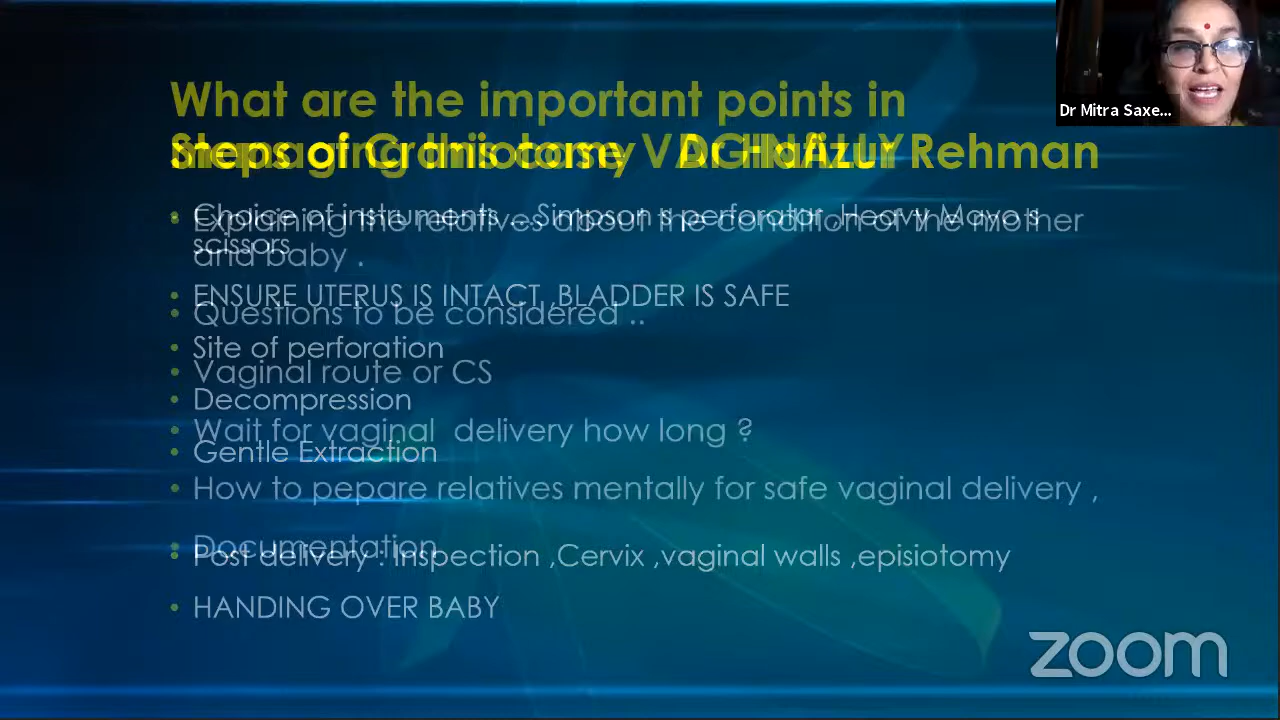 What are the important points in
managing this case VAGINALLY
Steps of Craniotomy Dr Hafizur Rehman
• Choice of instruments .. Simpson s perforator ,Heavy Mayo s
scissors .
• Explaining the relatives about the condition of the mother
and baby .
• ENSURE UTERUS IS INTACT ,BLADDER IS SAFE
• Questions to be considered ..
• Site of perforation
• Vaginal route or CS
• Decompression
• Wait for vaginal delivery how long ?
• Gentle Extraction
• How to pepare relatives mentally for safe vaginal delivery ,
• Documentation
• Post delivery : Inspection ,Cervix ,vaginal walls ,episiotomy
• HANDING OVER BABY
Dr Mitra Saxe...
zoom